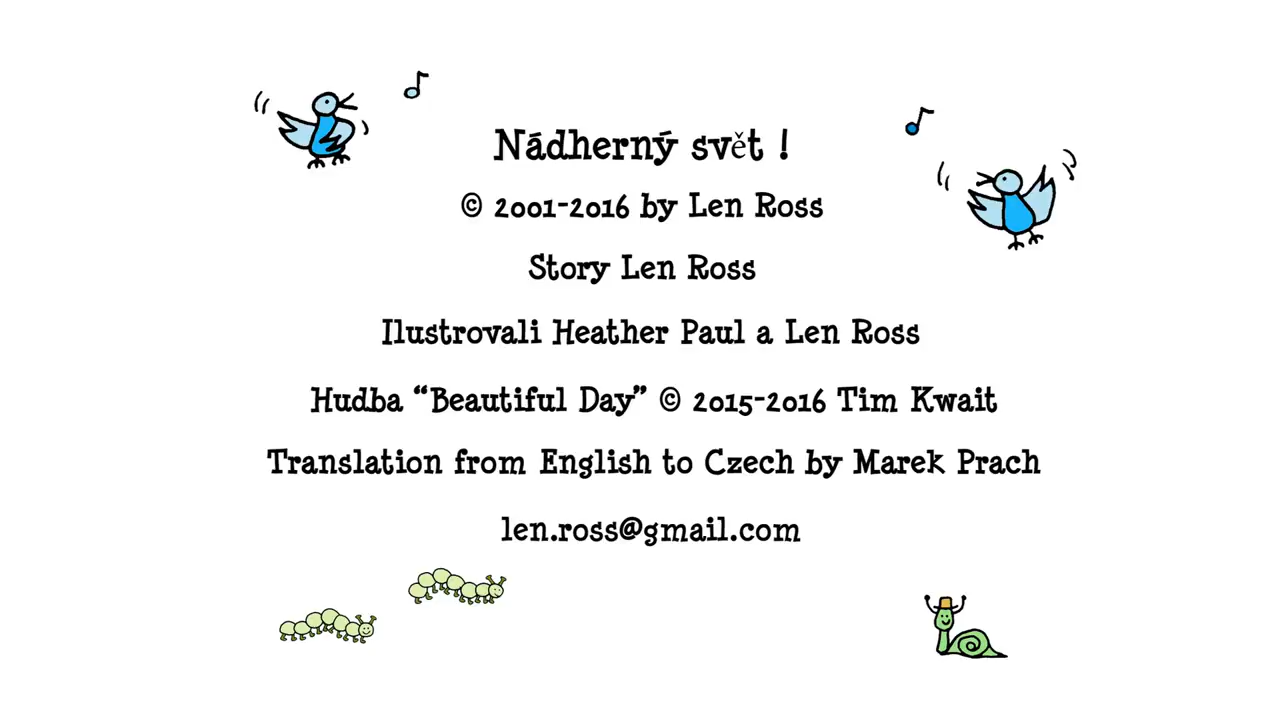 Nádherný svět !
© 2001-2016 by Len Ross
Story Len Ross
Ilustrovali Heather Paul a Len Ross
Hudba “Beautiful Day” © 2015-2016 Tim Kwait
Translation from English to Czech by Marek Prach
len.ross@gmail.com